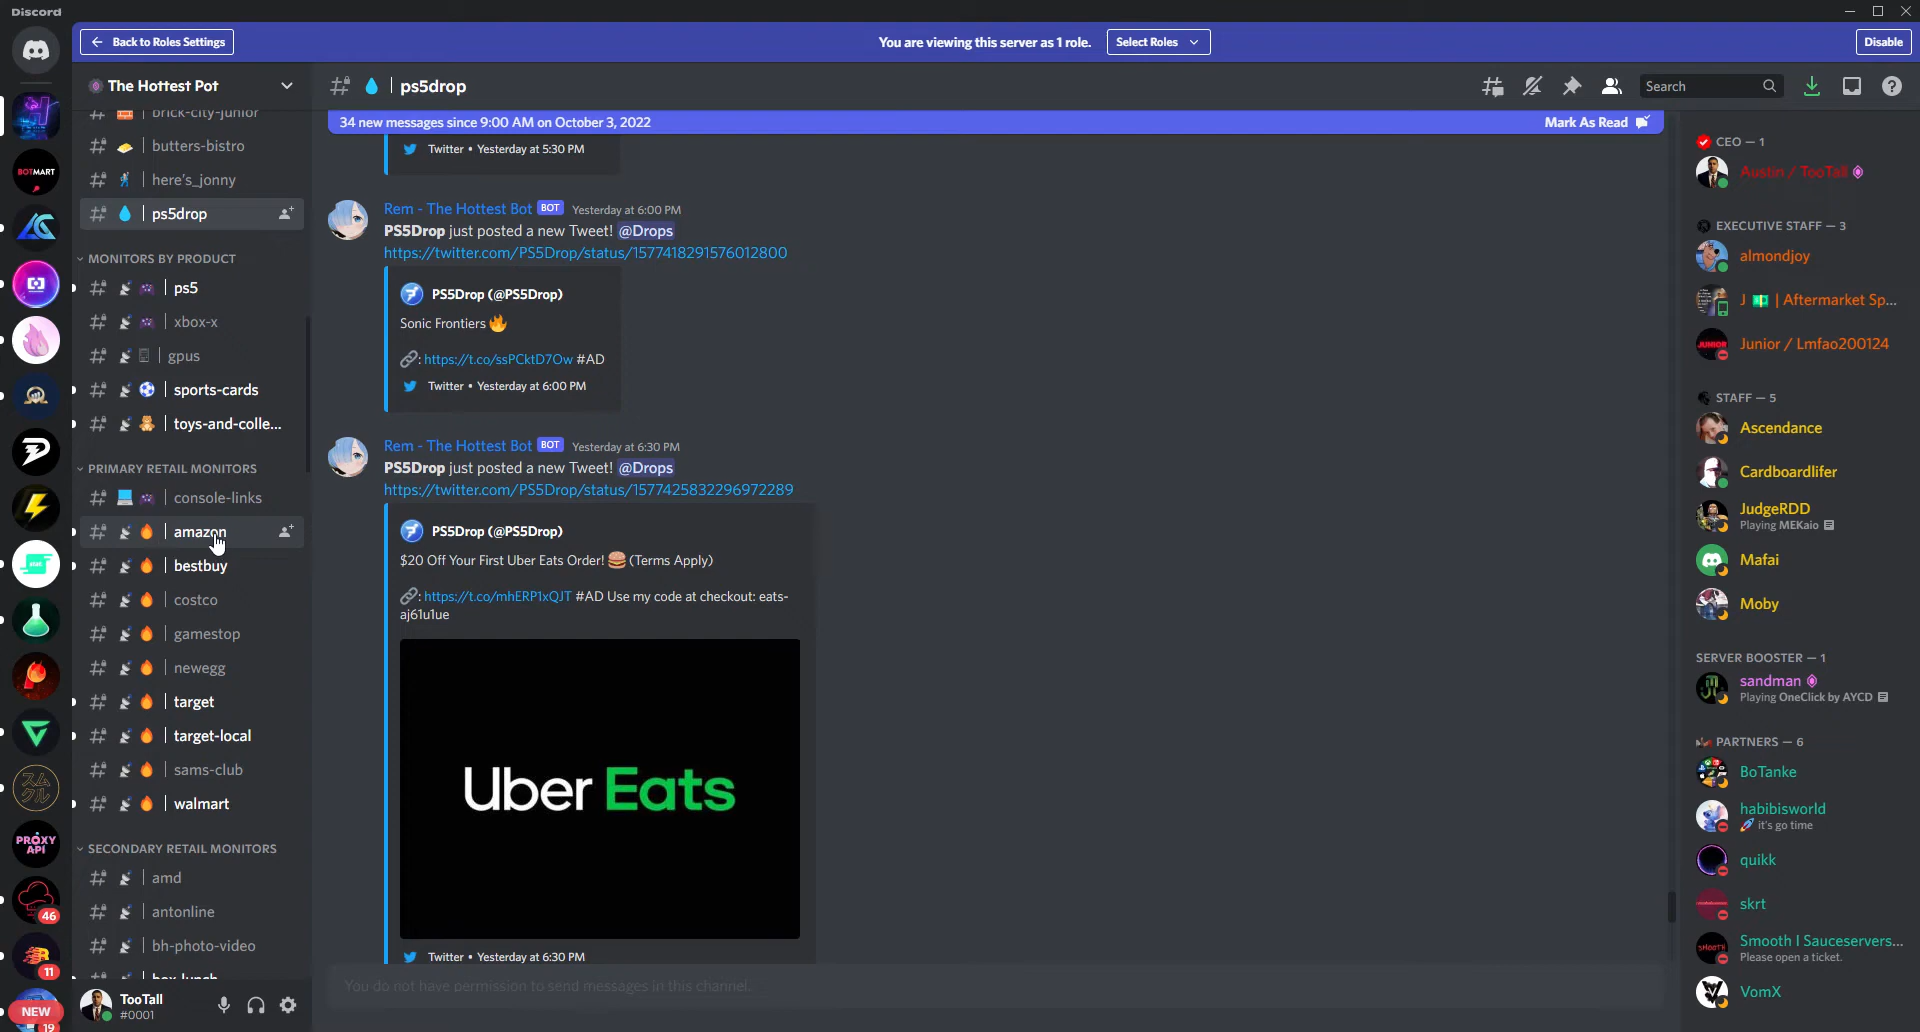 Discord
Back to Roles Settings
You are viewing this server as 1 role.
Select Roles
Disable
The Hottest Pot
ps5drop
Search
34 new messages since 9:00 AM on October 3, 2022
Mark As Read
brick-city-junior
butters-bistro
here's_jonny
ps5drop
MONITORS BY PRODUCT
ps5
xbox-x
gpus
sports-cards
toys-and-colle...
PRIMARY RETAIL MONITORS
console-links
amazon
bestbuy
costco
gamestop
newegg
target
target-local
sams-club
walmart
SECONDARY RETAIL MONITORS
amd
antonline
bh-photo-video
box-lunch
TooTall
#0001
BOTMART
PROXY
API
46
11
NEW
19
Twitter • Yesterday at 5:30 PM
Rem - The Hottest Bot BOT Yesterday at 6:00 PM
PS5Drop just posted a new Tweet! @Drops
https://twitter.com/PS5Drop/status/1577418291576012800
PS5Drop (@PS5Drop)
Sonic Frontiers
: https://t.co/ssPCktD7Ow #AD
Twitter • Yesterday at 6:00 PM
Rem - The Hottest Bot BOT Yesterday at 6:30 PM
PS5Drop just posted a new Tweet! @Drops
https://twitter.com/PS5Drop/status/1577425832296972289
PS5Drop (@PS5Drop)
$20 Off Your First Uber Eats Order! (Terms Apply)
: https://t.co/mhERP1xQJT #AD Use my code at checkout: eats-
aj61u1ue
Uber Eats
Twitter • Yesterday at 6:30 PM
You do not have permission to send messages in this channel.
CEO — 1
Austin / TooTall
EXECUTIVE STAFF — 3
almondjoy
J | Aftermarket Sp...
JUNIOR
Junior / Lmfao200124
STAFF — 5
Ascendance
Cardboardlifer
JudgeRDD
Playing MEKaio
Mafai
Moby
SERVER BOOSTER — 1
sandman
Playing OneClick by AYCD
PARTNERS — 6
BoTanke
habibisworld
it's go time
quikk
skrt
SMOOTH
Smooth I Sauceservers...
Please open a ticket.
VomX